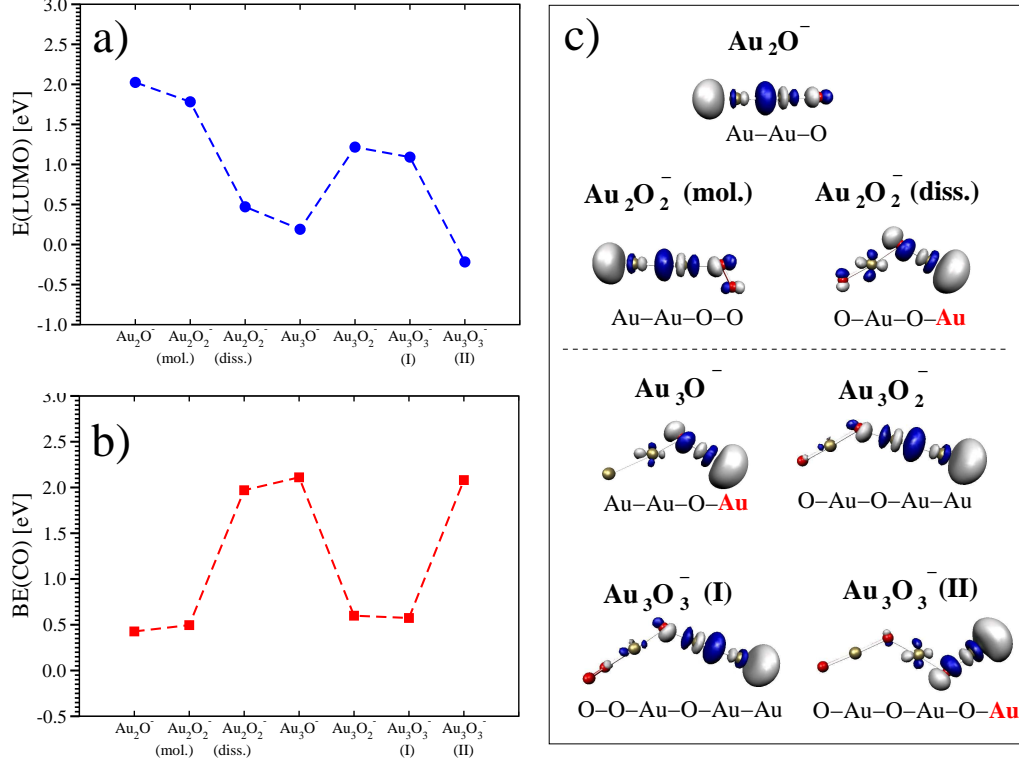 a)
E(LUMO) [eV]
3.0
2.5
2.0
1.5
1.0
0.5
0.0
-0.5
-1.0
Au₂O⁻ Au₂O₂⁻ Au₂O₂⁻ Au₃O⁻ Au₃O₂⁻ Au₃O₃⁻ Au₃O₃⁻
(mol.) (diss.) (I) (II)
b)
BE(CO) [eV]
3.0
2.5
2.0
1.5
1.0
0.5
0.0
-0.5
Au₂O⁻ Au₂O₂⁻ Au₂O₂⁻ Au₃O⁻ Au₃O₂⁻ Au₃O₃⁻ Au₃O₃⁻
(mol.) (diss.) (I) (II)
c)
Au₂O⁻
Au−Au−O
Au₂O₂⁻ (mol.) Au₂O₂⁻ (diss.)
Au−Au−O−O O−Au−O−Au
Au₃O⁻ Au₃O₂⁻
Au−Au−O−Au O−Au−O−Au−Au
Au₃O₃⁻ (I) Au₃O₃⁻ (II)
O−O−Au−O−Au−Au O−Au−O−Au−O−Au